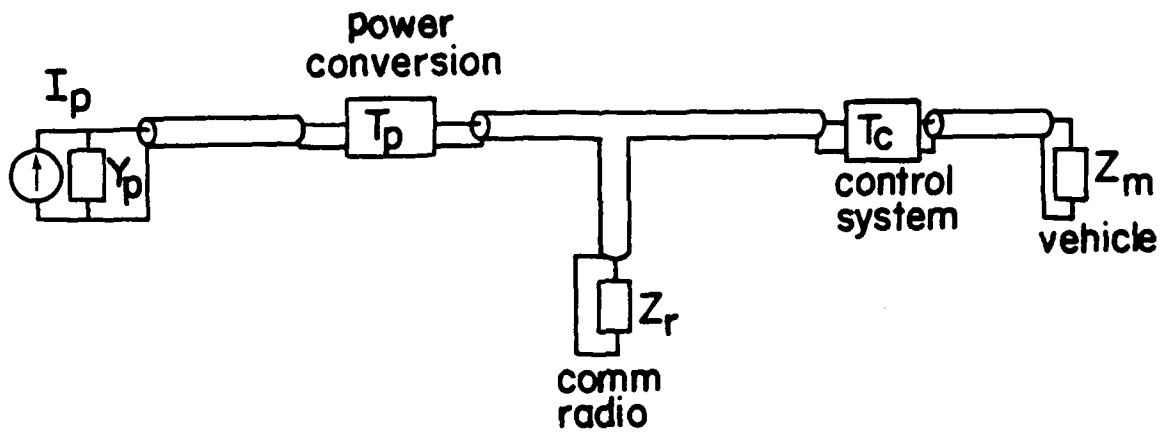 power
conversion
Ip
Tp
Yp
Tc
control
system
Zm
vehicle
Zr
comm
radio